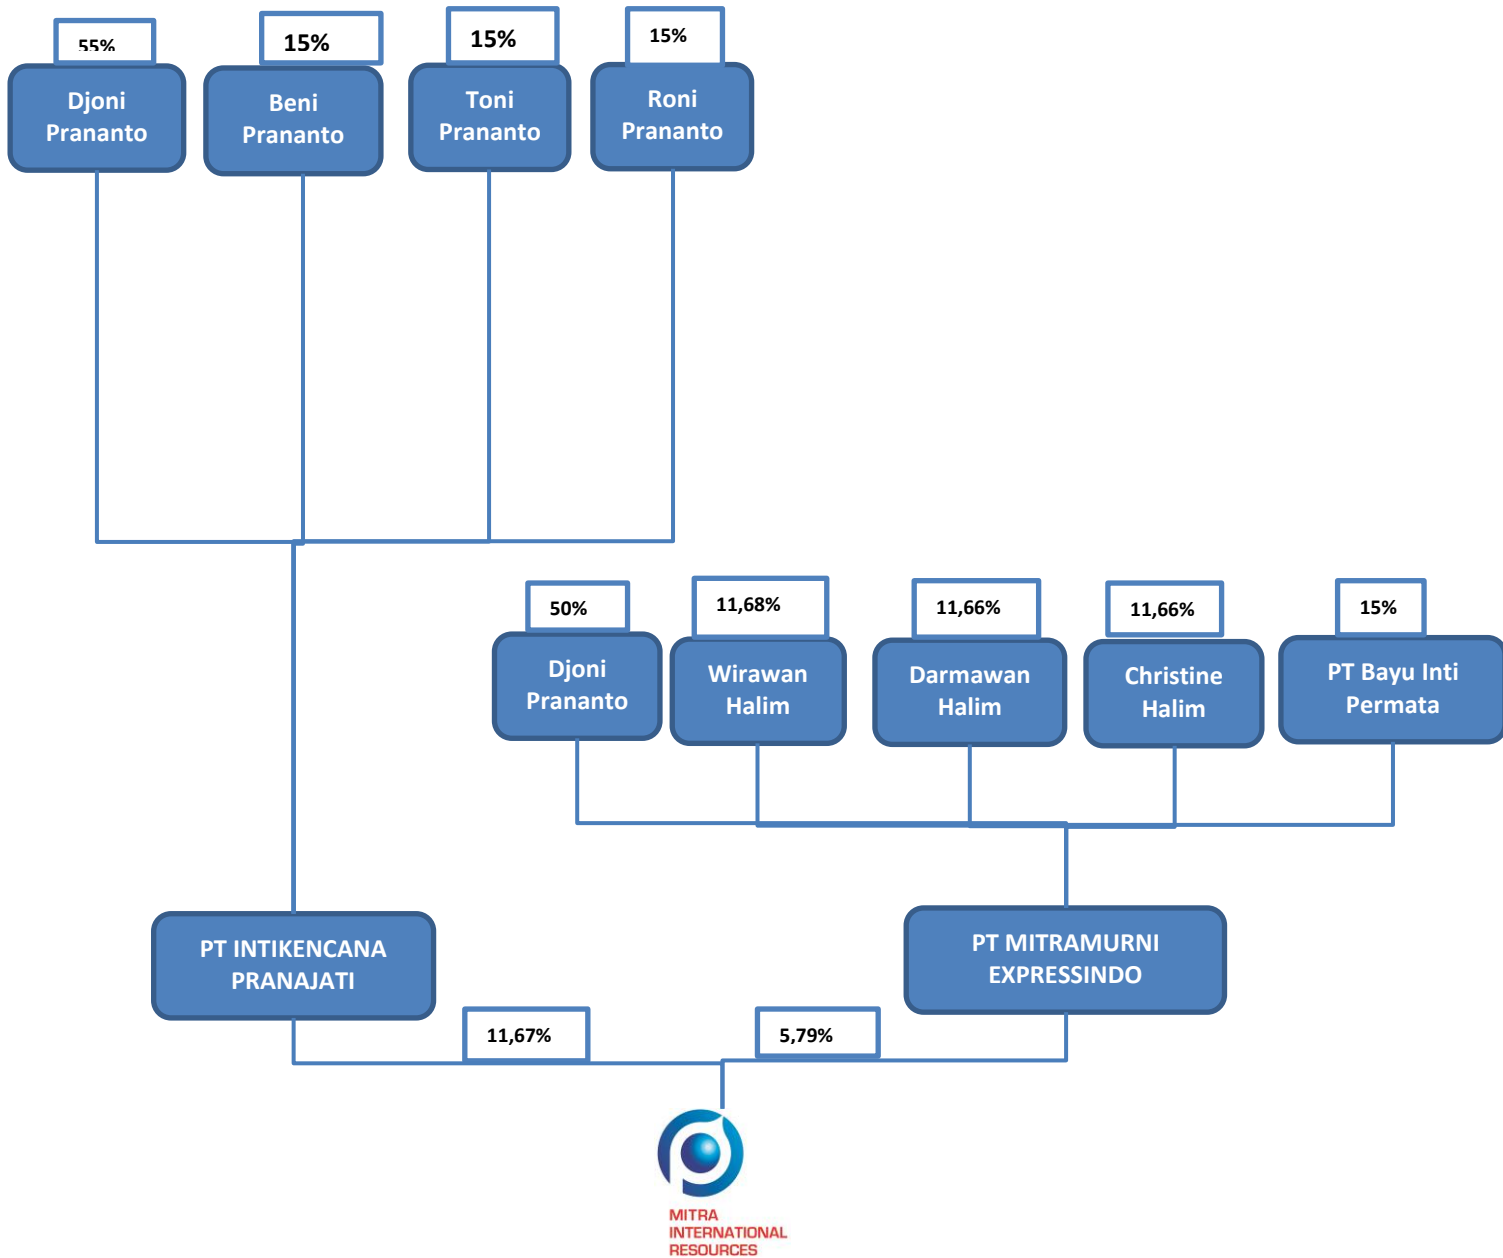 55%
15%
15%
15%
Djoni
Prananto
Beni
Prananto
Toni
Prananto
Roni
Prananto
50%
11,68%
11,66%
11,66%
15%
Djoni
Prananto
Wirawan
Halim
Darmawan
Halim
Christine
Halim
PT Bayu Inti
Permata
PT INTIKENCANA
PRANAJATI
PT MITRAMURNI
EXPRESSINDO
11,67%
5,79%
MITRA
INTERNATIONAL
RESOURCES